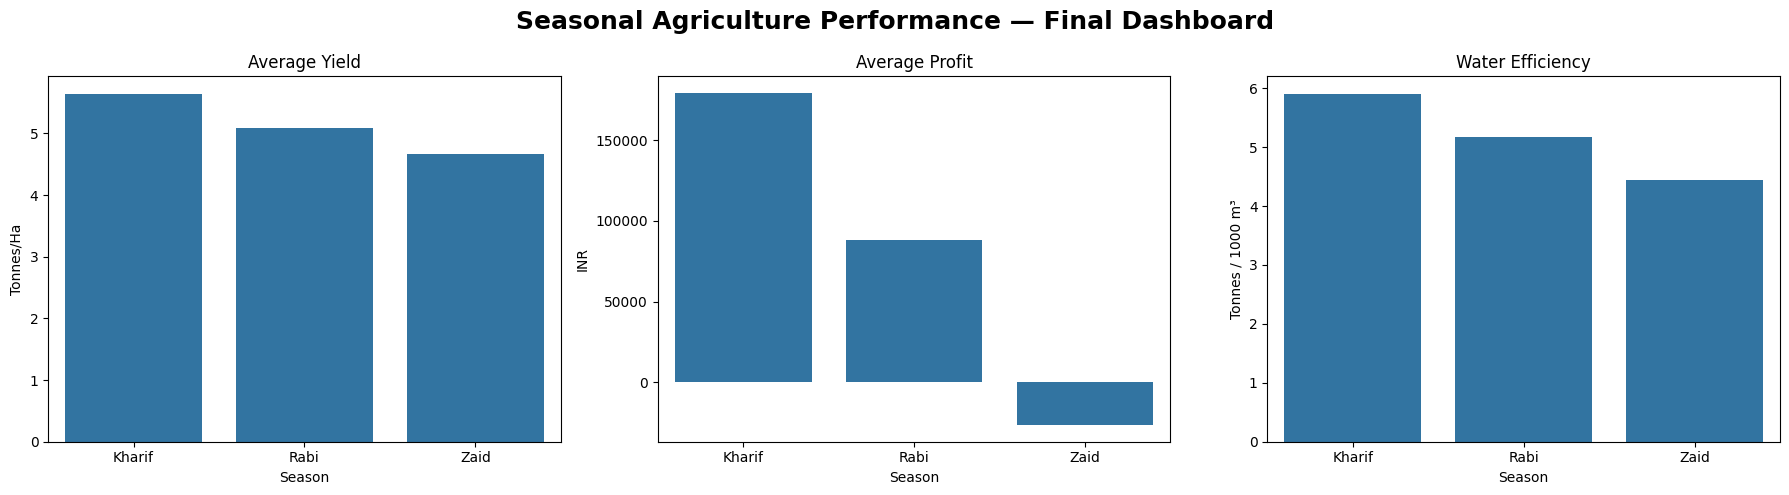 Seasonal Agriculture Performance — Final Dashboard
Average Yield
Tonnes/Ha
5
4
3
2
1
0
Kharif Rabi Zaid
Season
Average Profit
INR
150000
100000
50000
0
Kharif Rabi Zaid
Season
Water Efficiency
Tonnes / 1000 m³
6
5
4
3
2
1
0
Kharif Rabi Zaid
Season